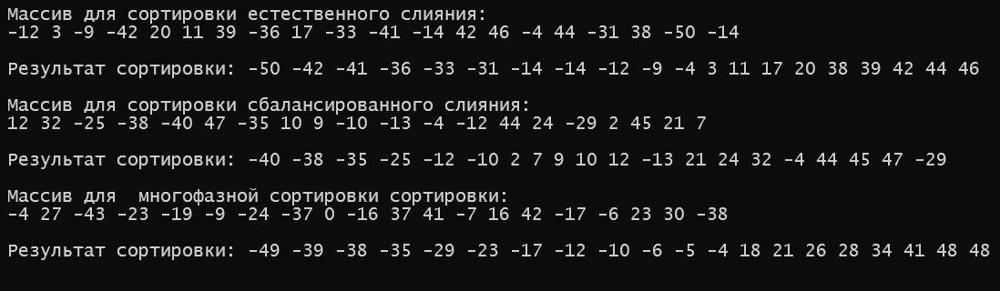 Массив для сортировки естественного слияния:
-12 3 -9 -42 20 11 39 -36 17 -33 -41 -14 42 46 -4 44 -31 38 -50 -14
Результат сортировки: -50 -42 -41 -36 -33 -31 -14 -14 -12 -9 -4 3 11 17 20 38 39 42 44 46
Массив для сортировки сбалансированного слияния:
12 32 -25 -38 -40 47 -35 10 9 -10 -13 -4 -12 44 24 -29 2 45 21 7
Результат сортировки: -40 -38 -35 -25 -12 -10 2 7 9 10 12 -13 21 24 32 -4 44 45 47 -29
Массив для  многофазной сортировки сортировки:
-4 27 -43 -23 -19 -9 -24 -37 0 -16 37 41 -7 16 42 -17 -6 23 30 -38
Результат сортировки: -49 -39 -38 -35 -29 -23 -17 -12 -10 -6 -5 -4 18 21 26 28 34 41 48 48